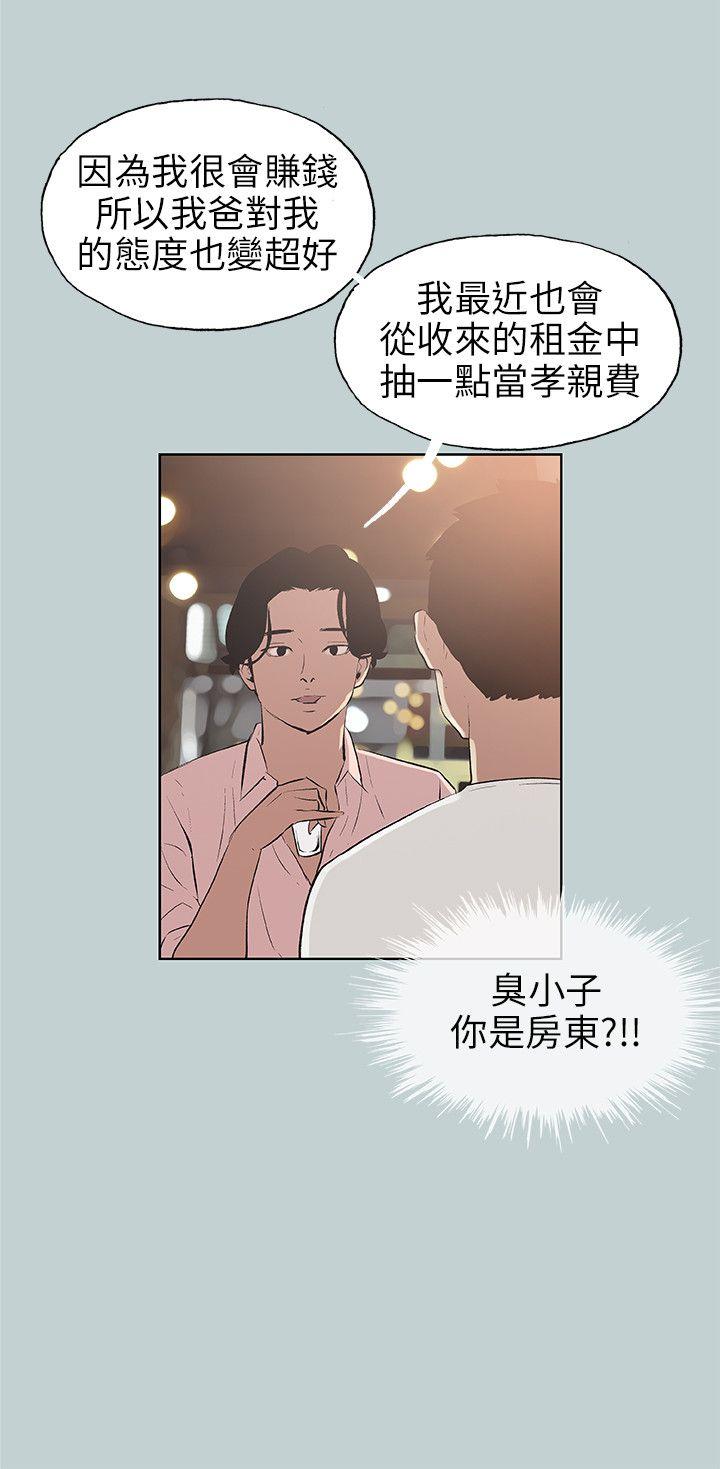 因為我很會賺錢
所以我爸對我
的態度也變超好
我最近也會
從收來的租金中
抽一點當孝親費
臭小子
你是房東?!!